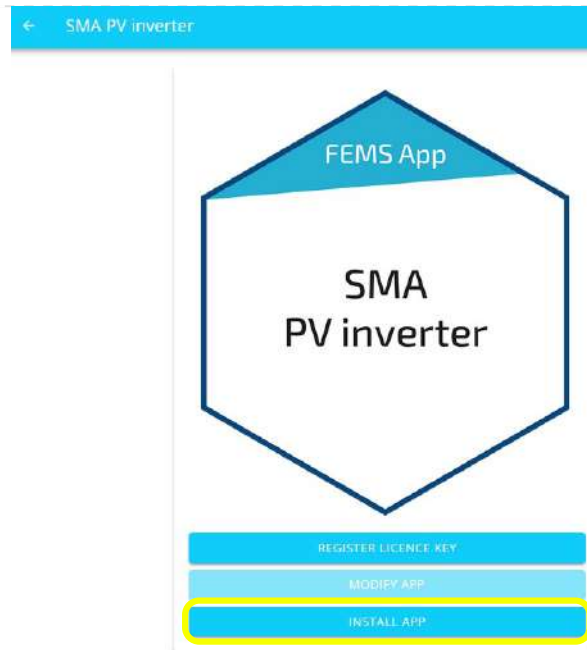 SMA PV inverter
FEMS App
SMA
PV inverter
REGISTER LICENCE KEY
MODIFY APP
INSTALL APP